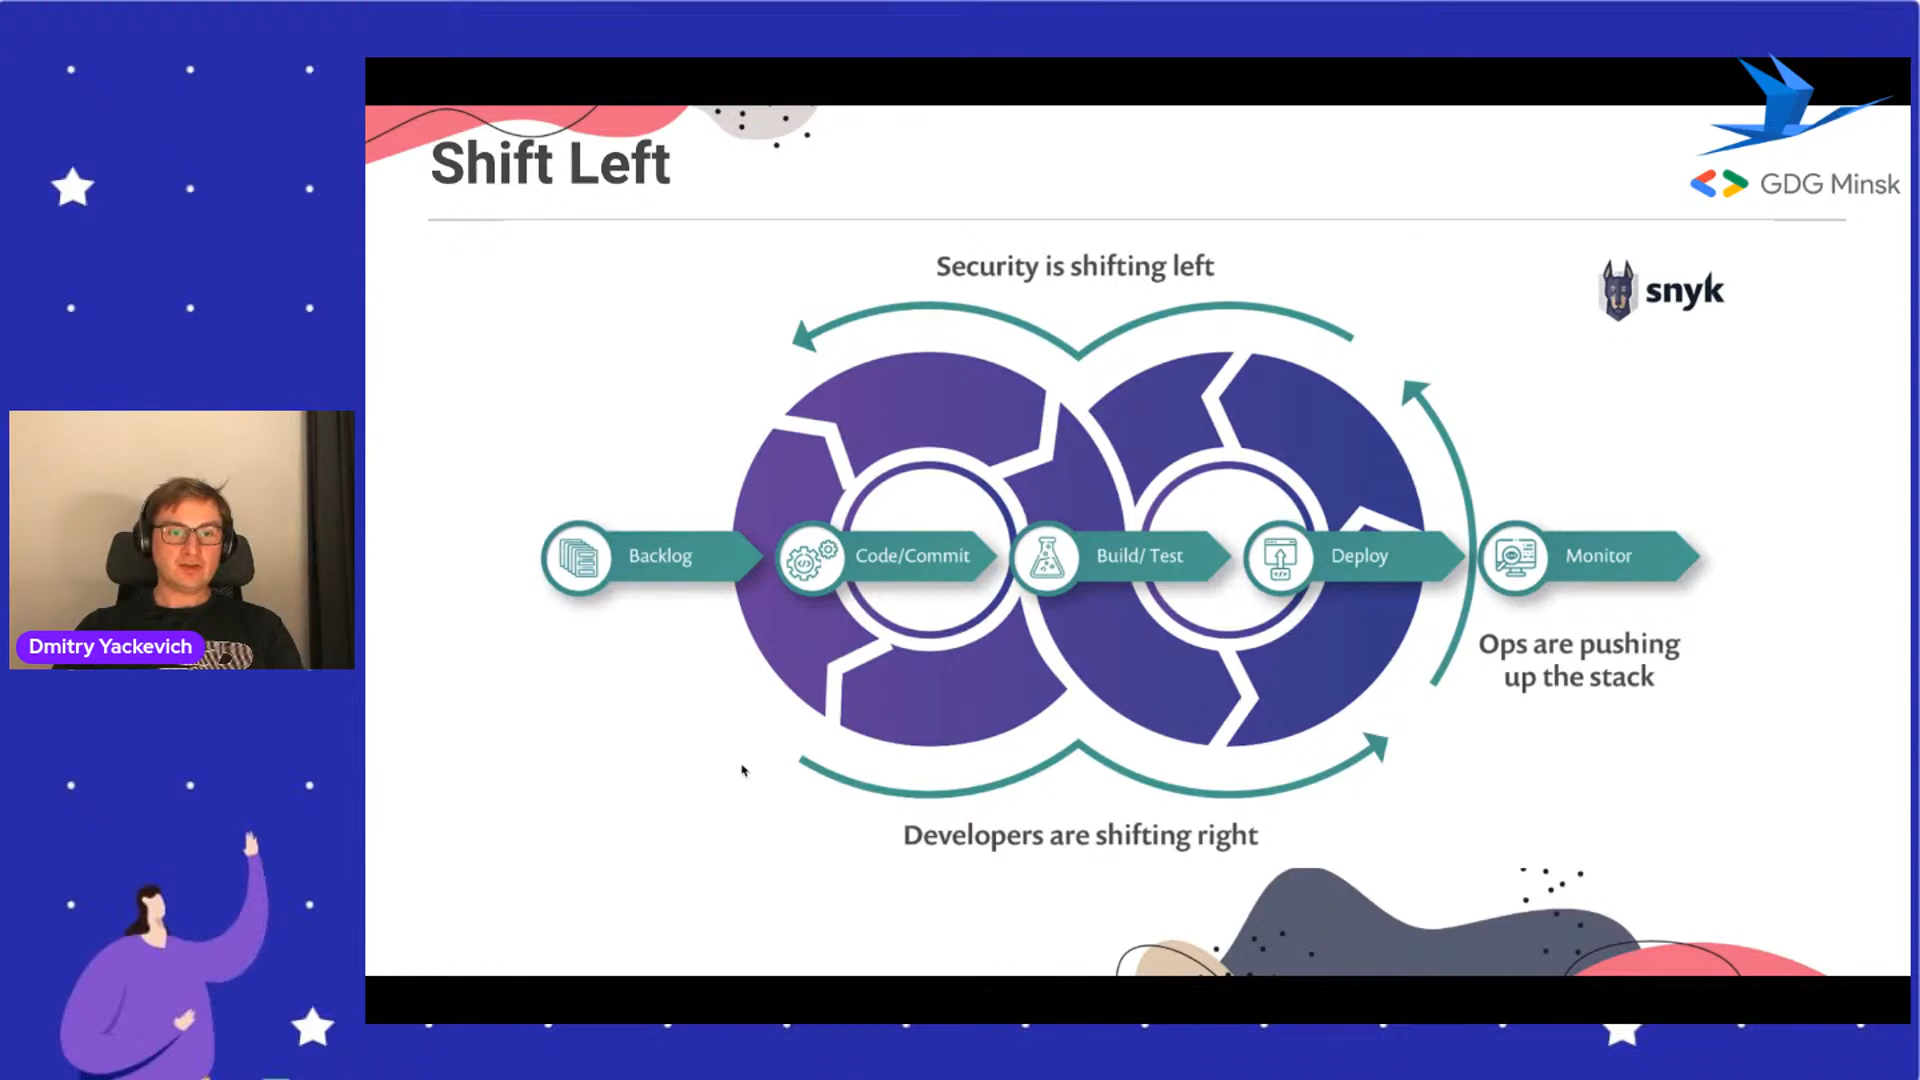 Shift Left
GDG Minsk
Security is shifting left
snyk
Backlog
Code/Commit
Build/ Test
Deploy
Monitor
Ops are pushing
up the stack
Dmitry Yackevich
Developers are shifting right